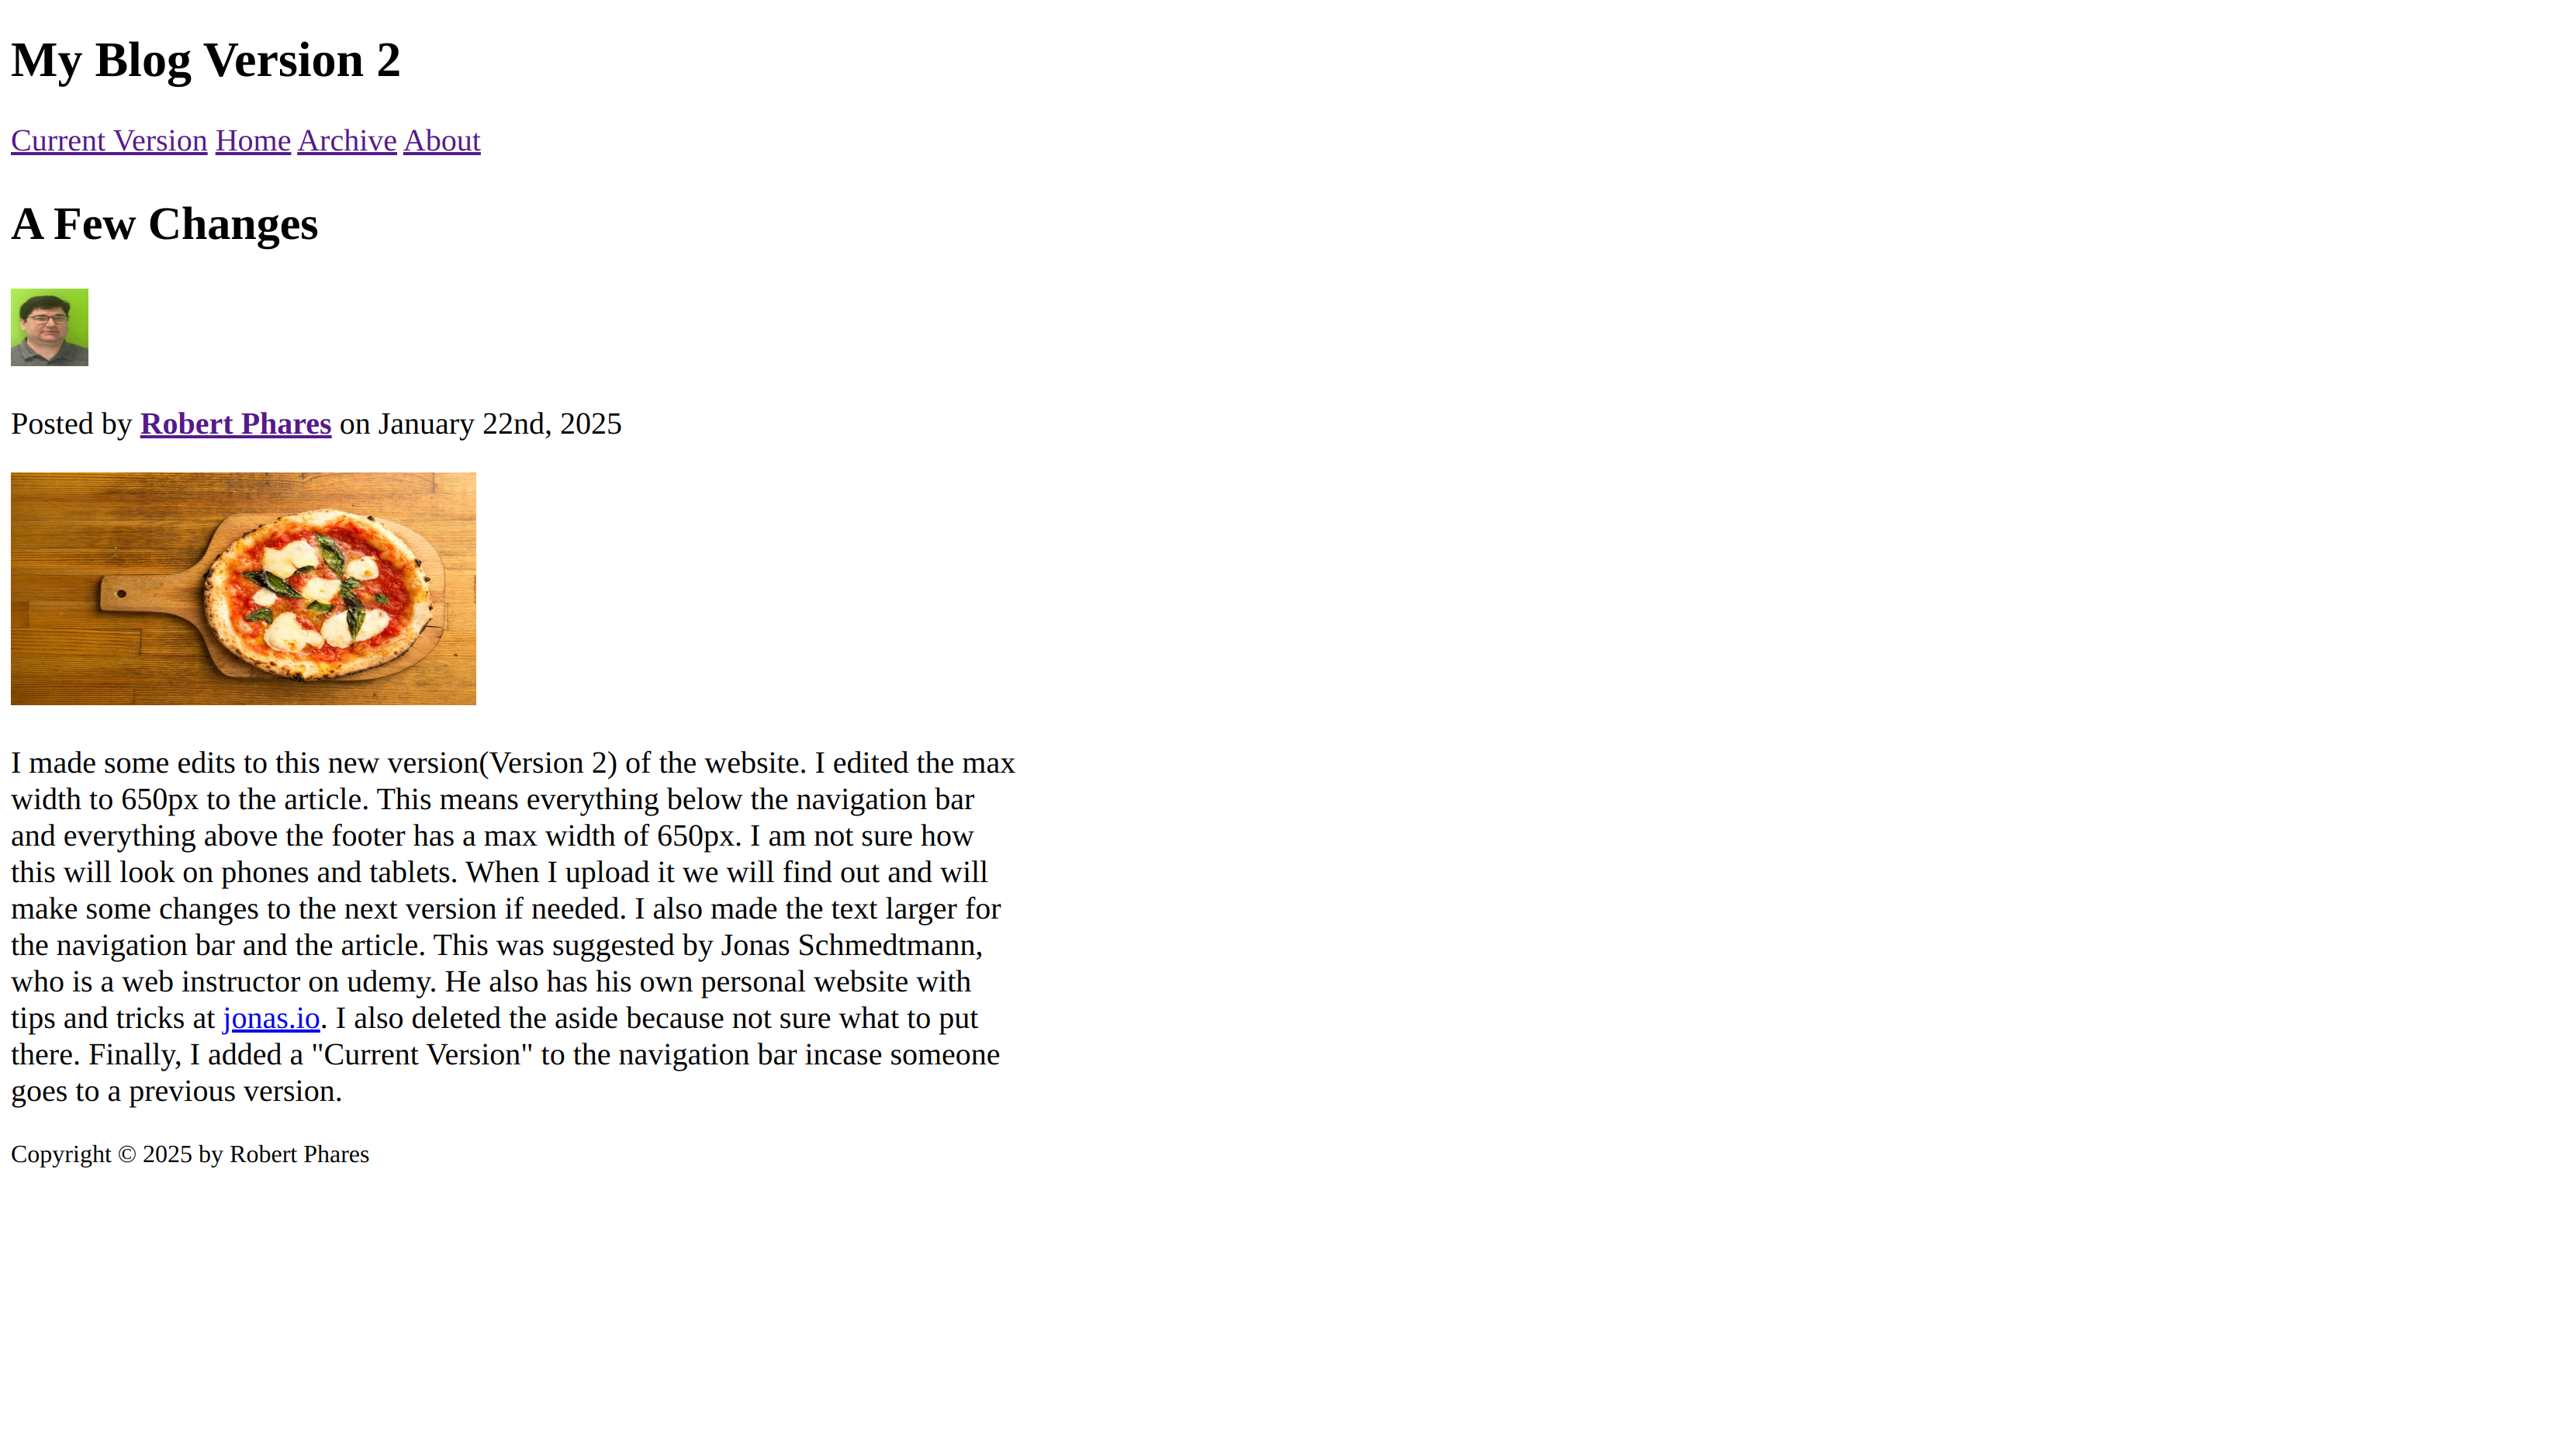 My Blog Version 2
Current Version Home Archive About
A Few Changes
Posted by Robert Phares on January 22nd, 2025
I made some edits to this new version(Version 2) of the website. I edited the max
width to 650px to the article. This means everything below the navigation bar
and everything above the footer has a max width of 650px. I am not sure how
this will look on phones and tablets. When I upload it we will find out and will
make some changes to the next version if needed. I also made the text larger for
the navigation bar and the article. This was suggested by Jonas Schmedtmann,
who is a web instructor on udemy. He also has his own personal website with
tips and tricks at jonas.io. I also deleted the aside because not sure what to put
there. Finally, I added a "Current Version" to the navigation bar incase someone
goes to a previous version.
Copyright © 2025 by Robert Phares